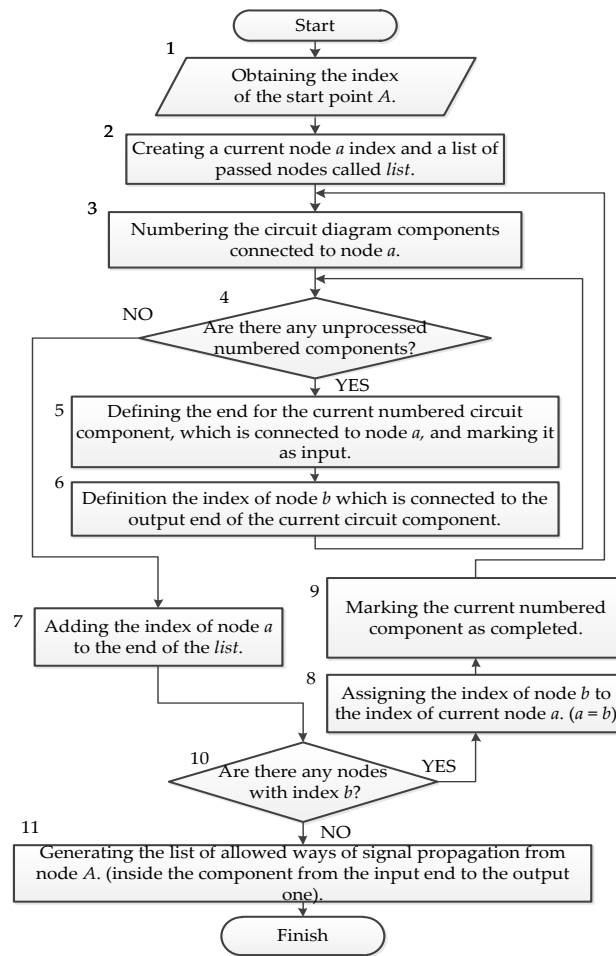 Start
1
Obtaining the index
of the start point A.
2
Creating a current node a index and a list of
passed nodes called list.
3
Numbering the circuit diagram components
connected to node a.
4
NO
Are there any unprocessed
numbered components?
YES
5
Defining the end for the current numbered circuit
component, which is connected to node a, and marking it
as input.
6
Definition the index of node b which is connected to the
output end of the current circuit component.
7
Adding the index of node a
to the end of the list.
9
Marking the current numbered
component as completed.
8
Assigning the index of node b to
the index of current node a. (a = b)
10
Are there any nodes
with index b?
YES
NO
11
Generating the list of allowed ways of signal propagation from
node A. (inside the component from the input end to the output
one).
Finish